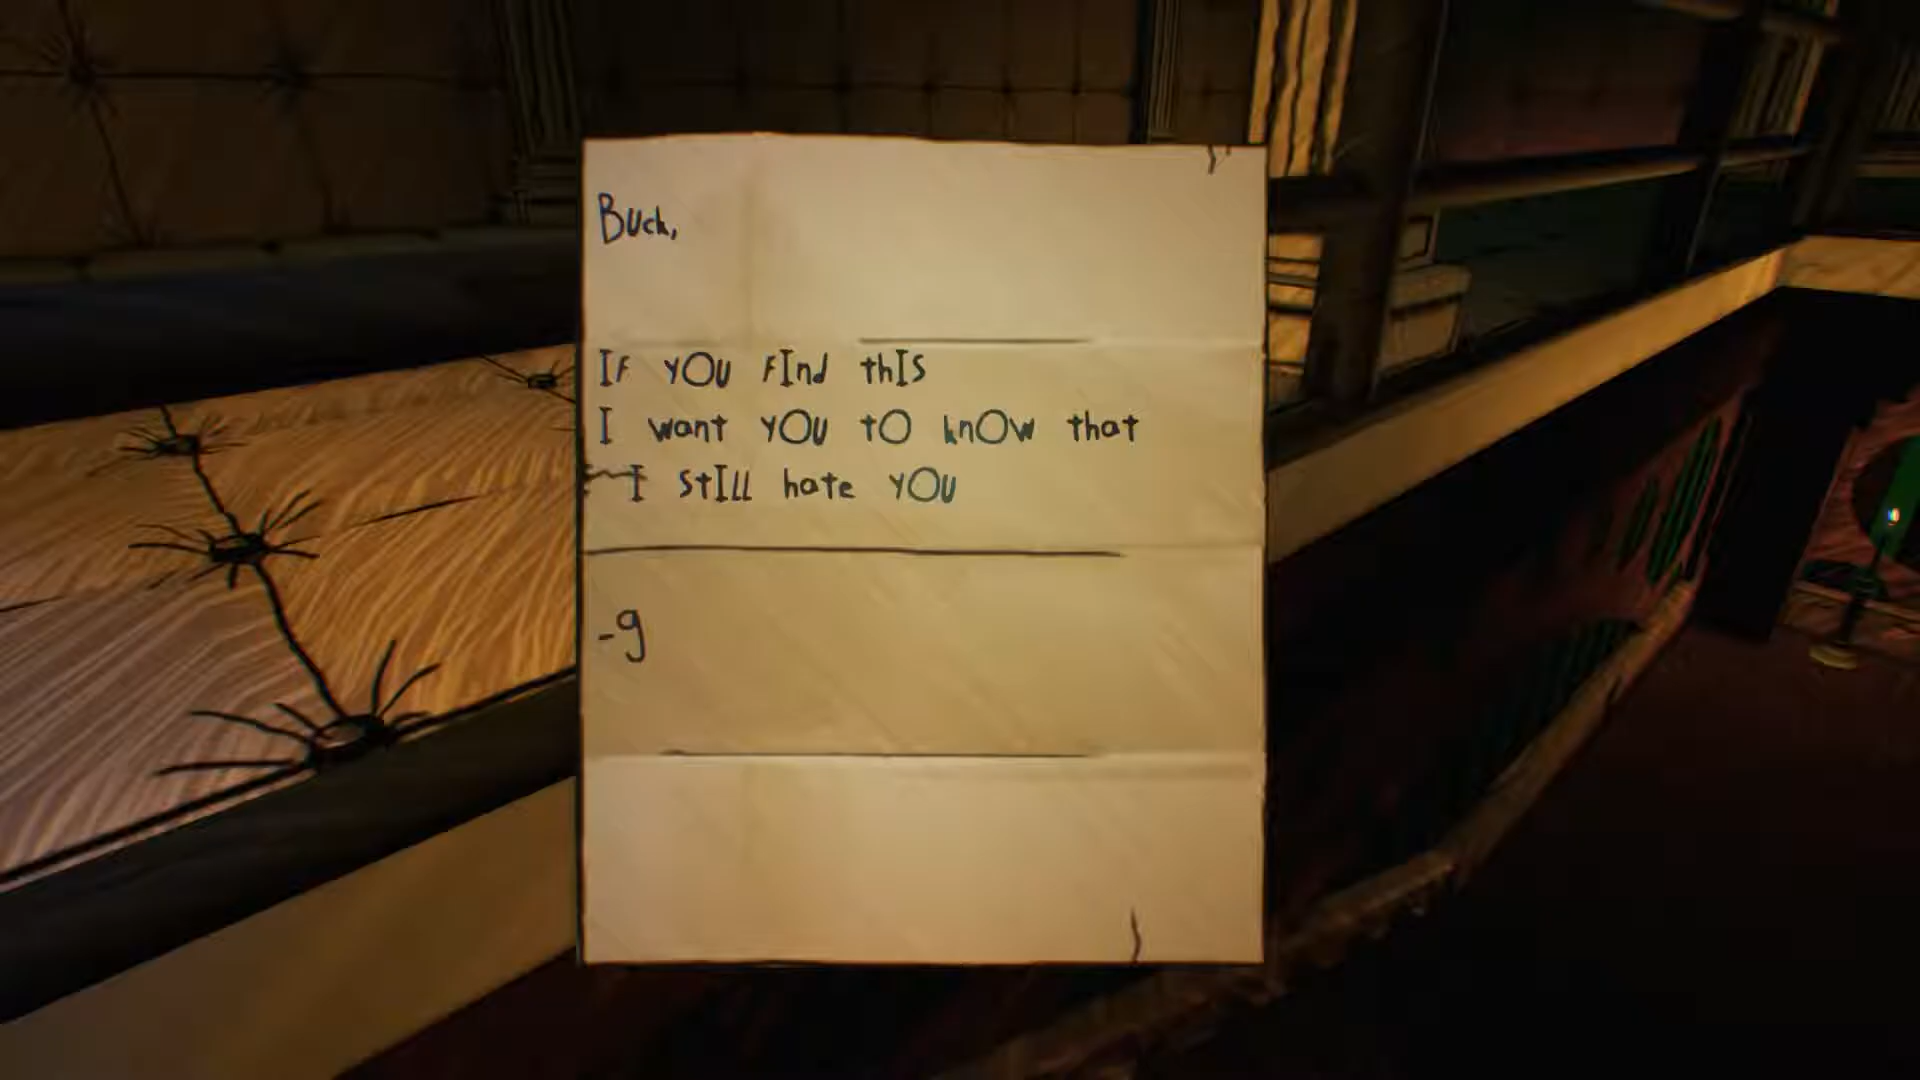 Buck,
IF yOU FInd thIS
I want yOU tO knOw that
I StILL hate yOU
-g